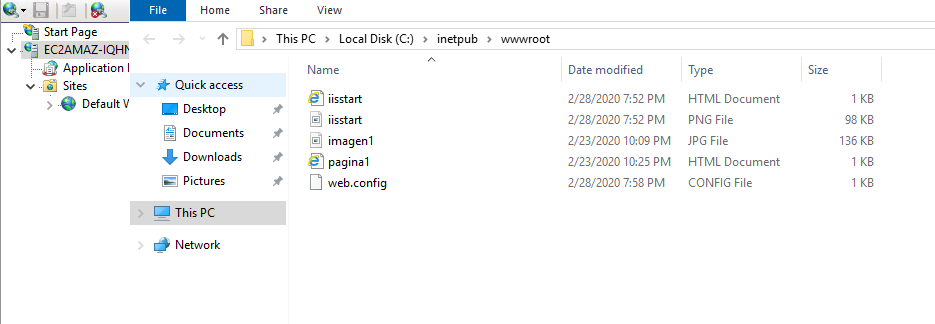 File Home Share View
Start Page
EC2AMAZ-IQHN
Application
Sites
Default W
This PC Local Disk (C:) inetpub wwwroot
Quick access
Desktop
Documents
Downloads
Pictures
This PC
Network
Name Date modified Type Size
iisstart 2/28/2020 7:52 PM HTML Document 1 KB
iisstart 2/28/2020 7:52 PM PNG File 98 KB
imagen1 2/23/2020 10:09 PM JPG File 136 KB
pagina1 2/23/2020 10:25 PM HTML Document 1 KB
web.config 2/28/2020 7:58 PM CONFIG File 1 KB